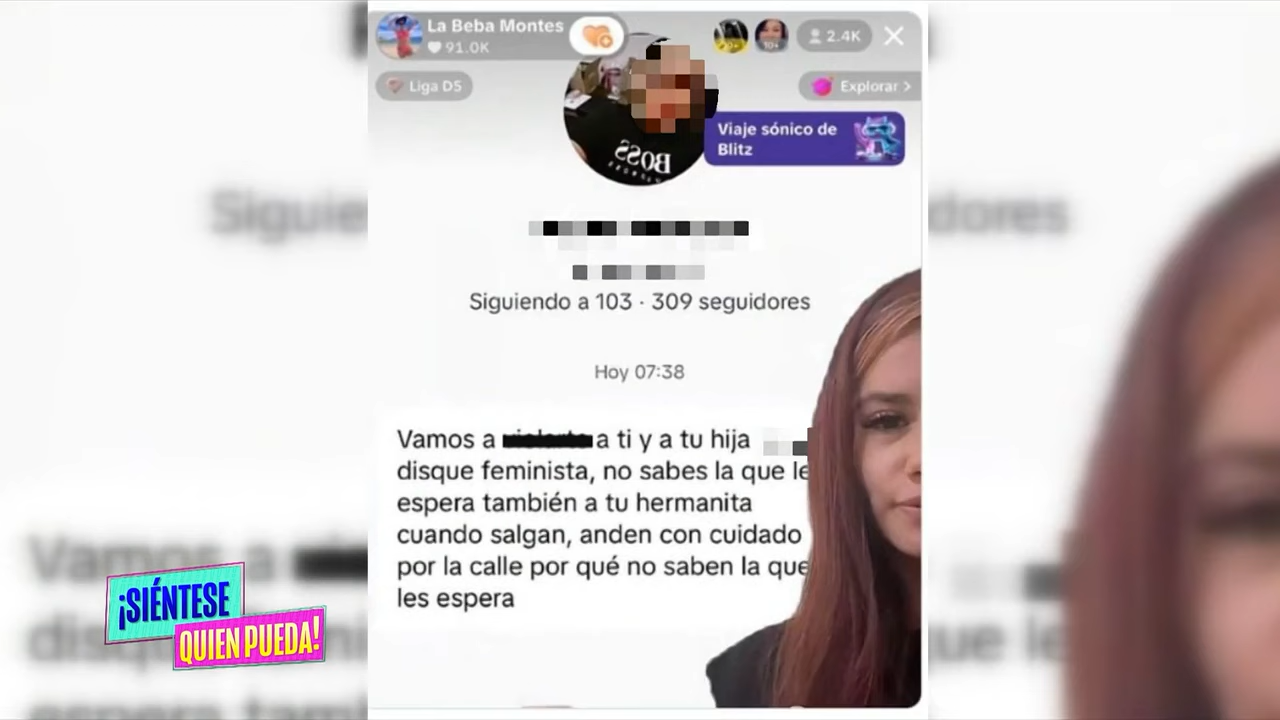 La Beba Montes
91.0K
2.4K
Liga D5
Explorar >
Viaje sónico de
Blitz
BOSS
Siguiendo a 103 · 309 seguidores
Hoy 07:38
Vamos a a ti y a tu hija
disque feminista, no sabes la que le
espera también a tu hermanita
cuando salgan, anden con cuidado
por la calle por qué no saben la que
les espera
¡SIÉNTESE
QUIEN PUEDA!